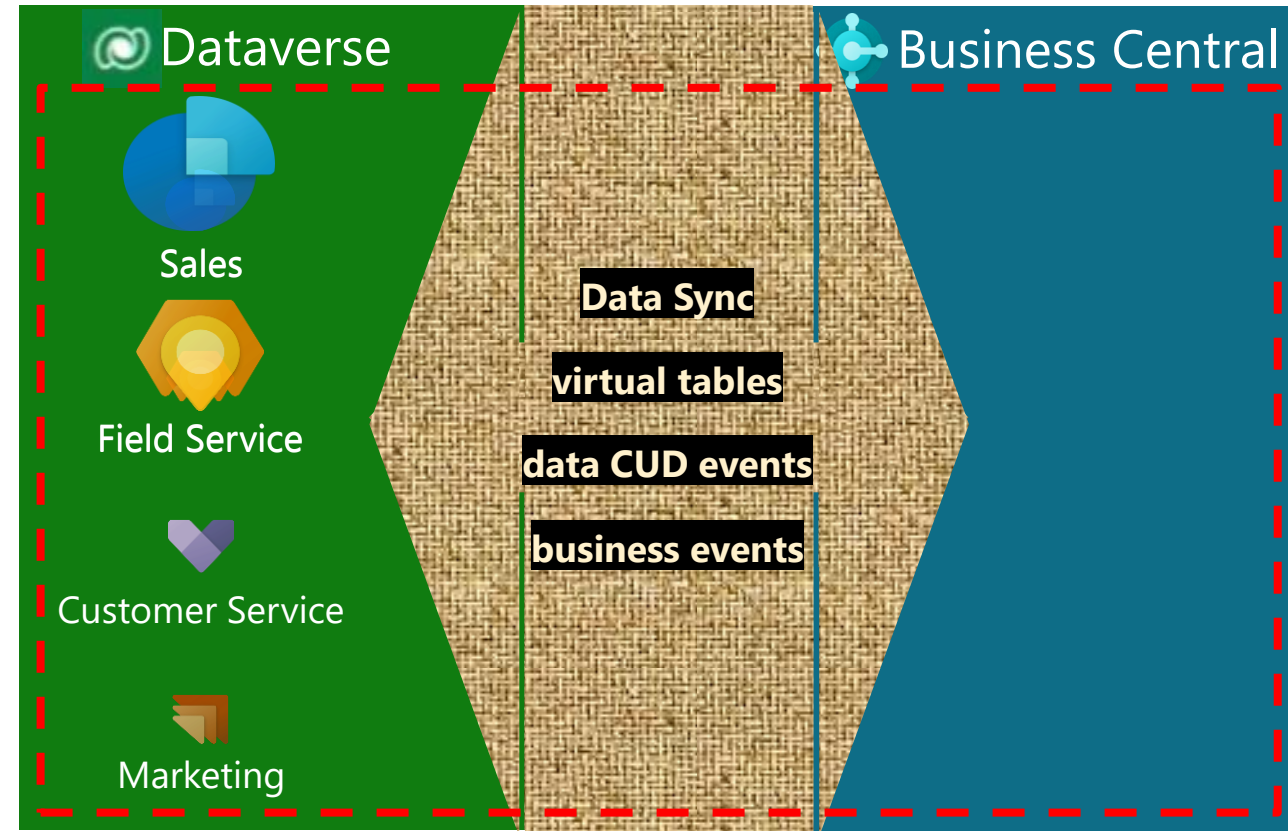 Dataverse
Business Central
Sales
Field Service
Customer Service
Marketing
Data Sync
virtual tables
data CUD events
business events